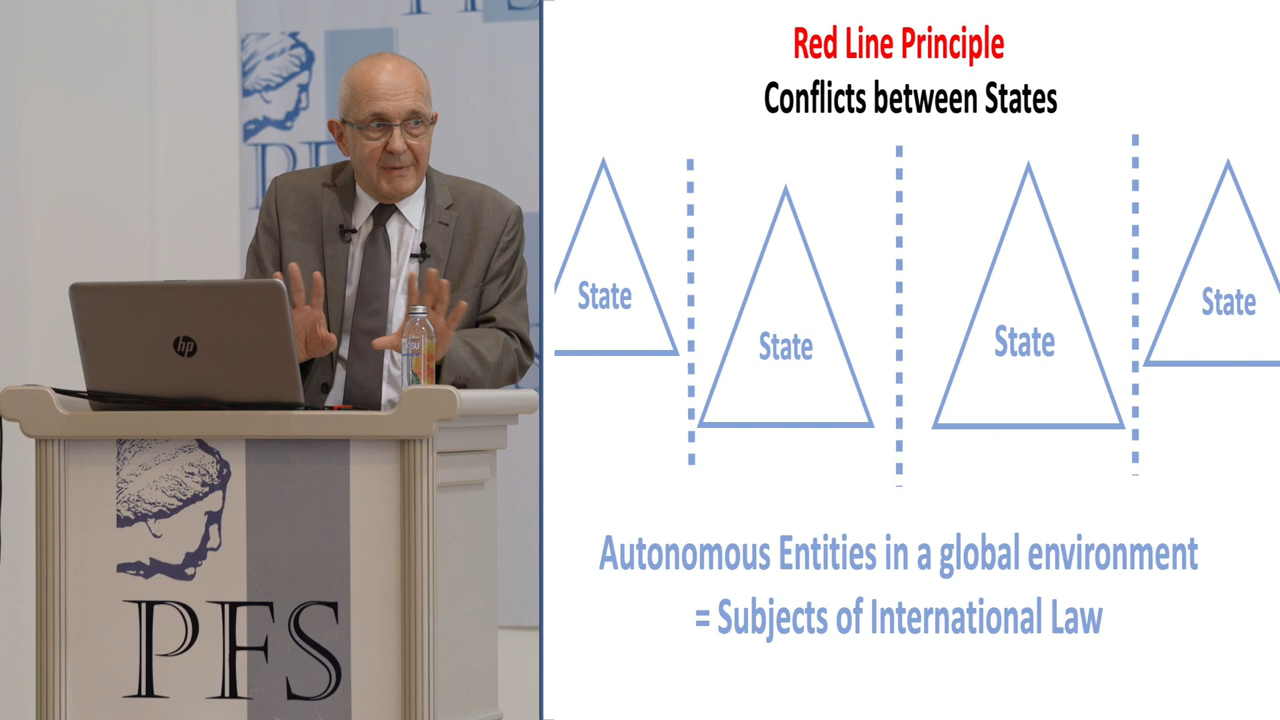 PFS
hp
PFS
Red Line Principle
Conflicts between States
State
State
State
State
Autonomous Entities in a global environment
= Subjects of International Law